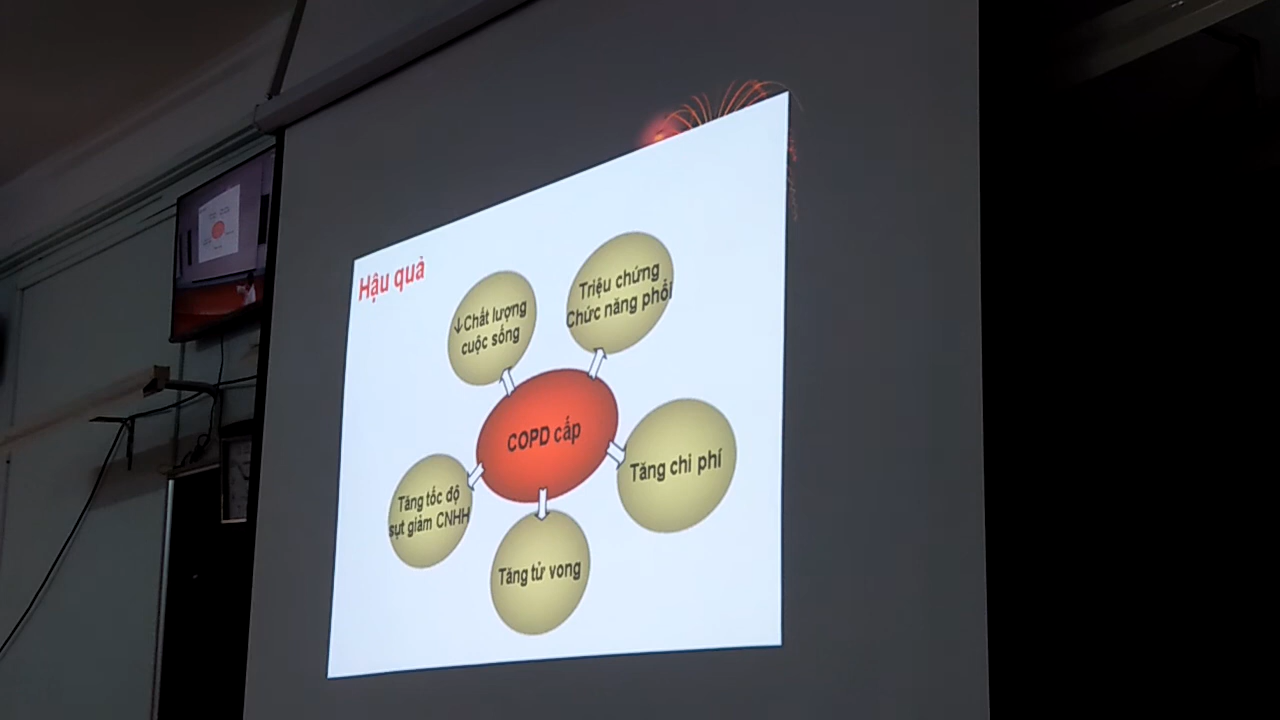 Hậu quả
↓Chất lượng
cuộc sống
Triệu chứng
Chức năng phổi
COPD cấp
Tăng chi phí
Tăng tốc độ
sụt giảm CNHH
Tăng tử vong